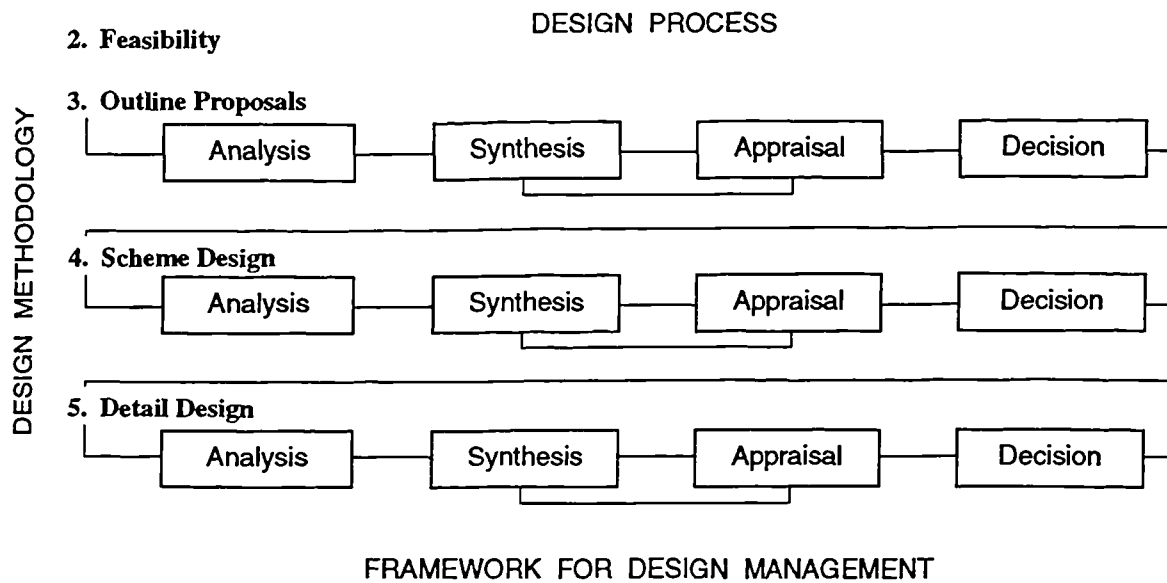 DESIGN PROCESS
2. Feasibility
3. Outline Proposals
Analysis Synthesis Appraisal Decision
4. Scheme Design
Analysis Synthesis Appraisal Decision
5. Detail Design
Analysis Synthesis Appraisal Decision
DESIGN METHODOLOGY
FRAMEWORK FOR DESIGN MANAGEMENT